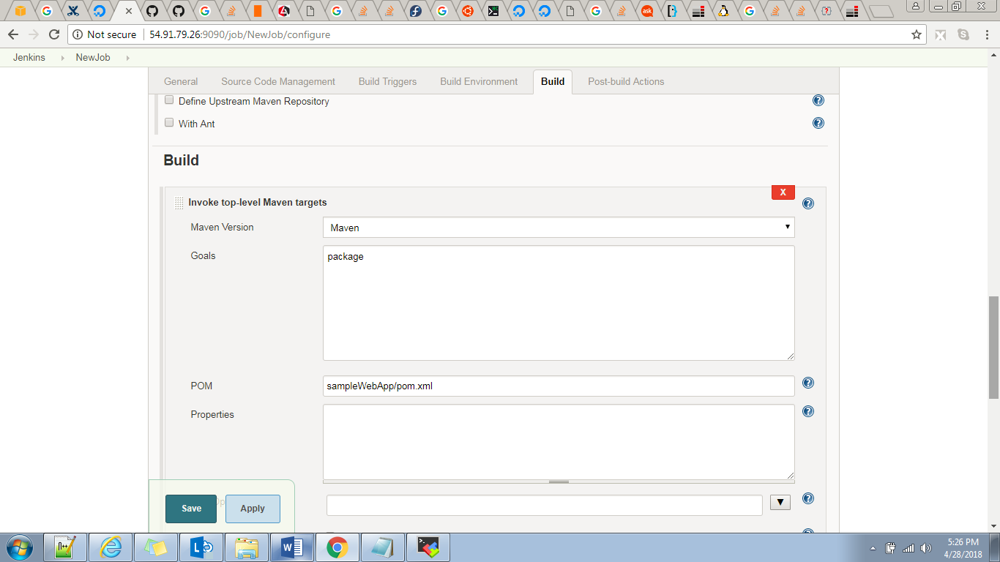 Not secure
54.91.79.26:9090/job/NewJob/configure
Jenkins
NewJob
General
Source Code Management
Build Triggers
Build Environment
Build
Post-build Actions
Define Upstream Maven Repository
With Ant
Build
X
Invoke top-level Maven targets
Maven Version
Maven
Goals
package
POM
sampleWebApp/pom.xml
Properties
Save
Apply
5:26 PM
4/28/2018